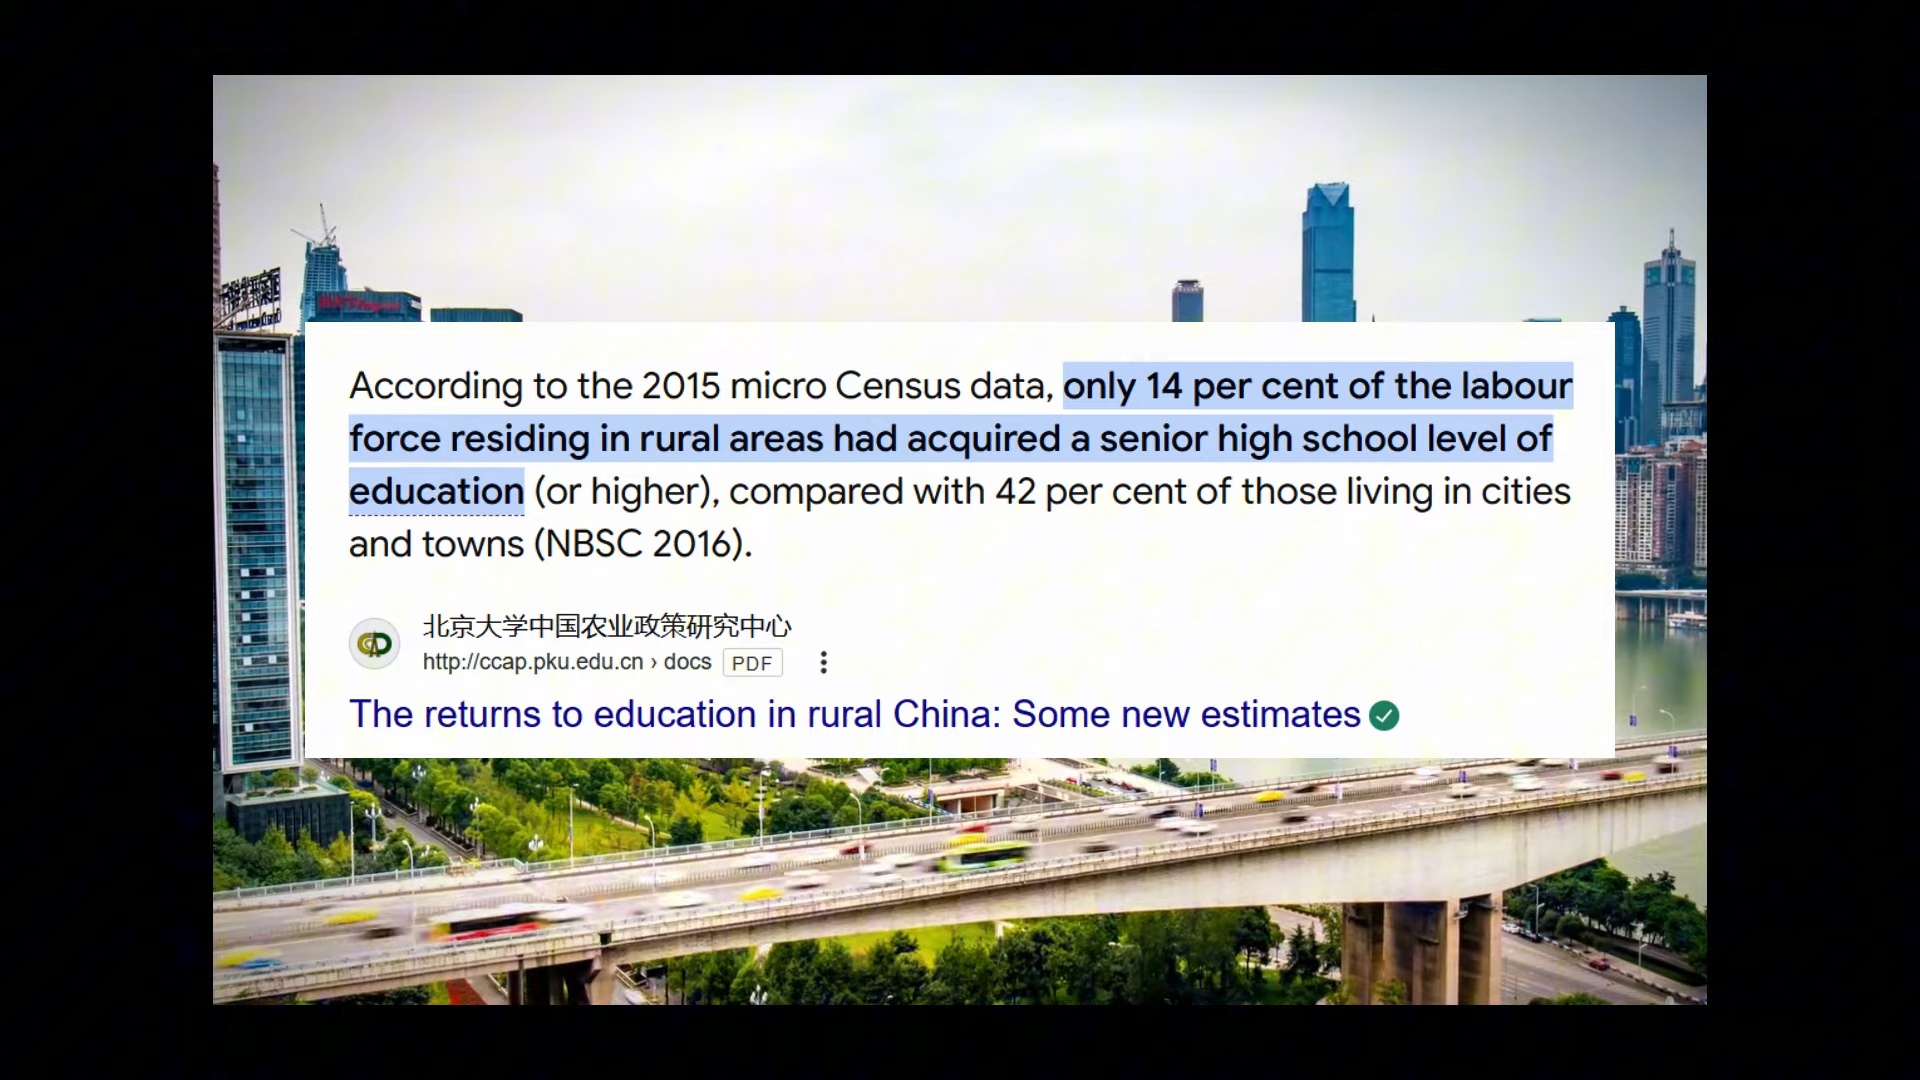 According to the 2015 micro Census data, only 14 per cent of the labour
force residing in rural areas had acquired a senior high school level of
education (or higher), compared with 42 per cent of those living in cities
and towns (NBSC 2016).
北京大学中国农业政策研究中心
http://ccap.pku.edu.cn › docs PDF
The returns to education in rural China: Some new estimates